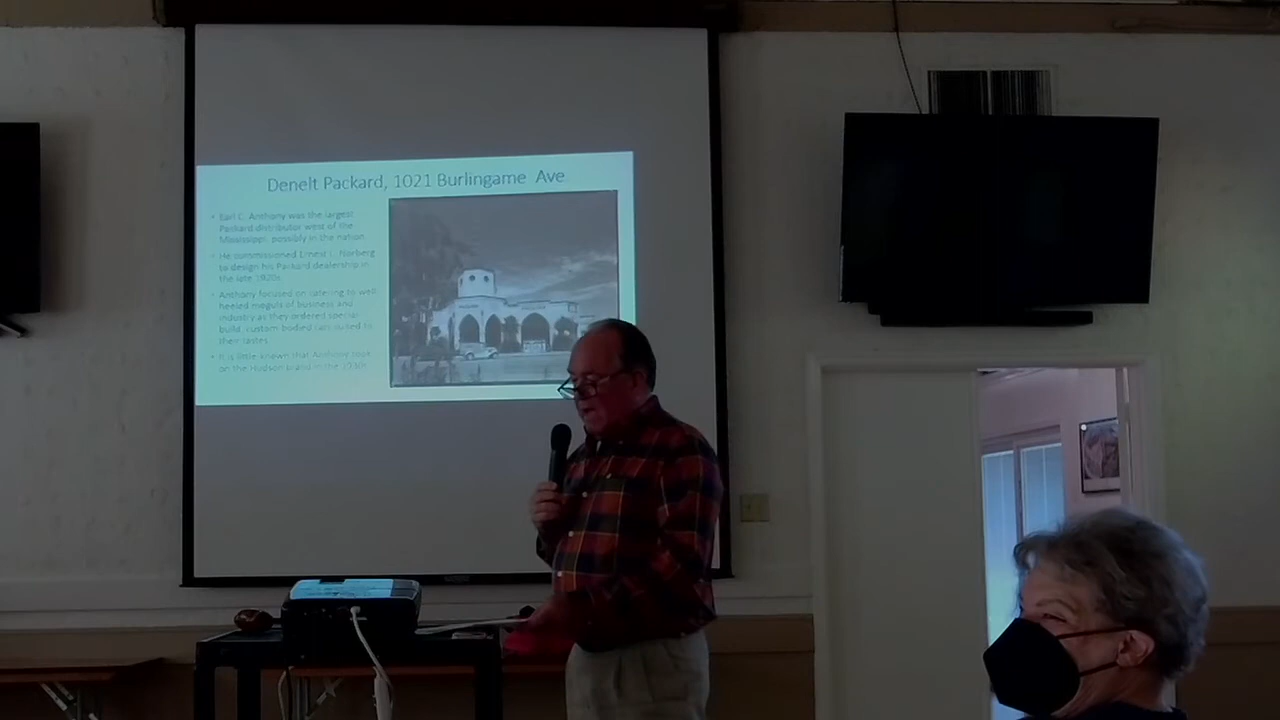 Denelt Packard, 1021 Burlingame Ave
• Earl C. Anthony was the largest
Packard distributor west of the
Mississippi, possibly in the nation
• He commissioned Ernest L. Norberg
to design his Packard dealership in
the late 1920s
• Anthony focused on catering to well
heeled moguls of business and
industry as they ordered special
build, custom bodied cars suited to
their tastes
• It is little known that Anthony took
on the Hudson brand in the 1930s